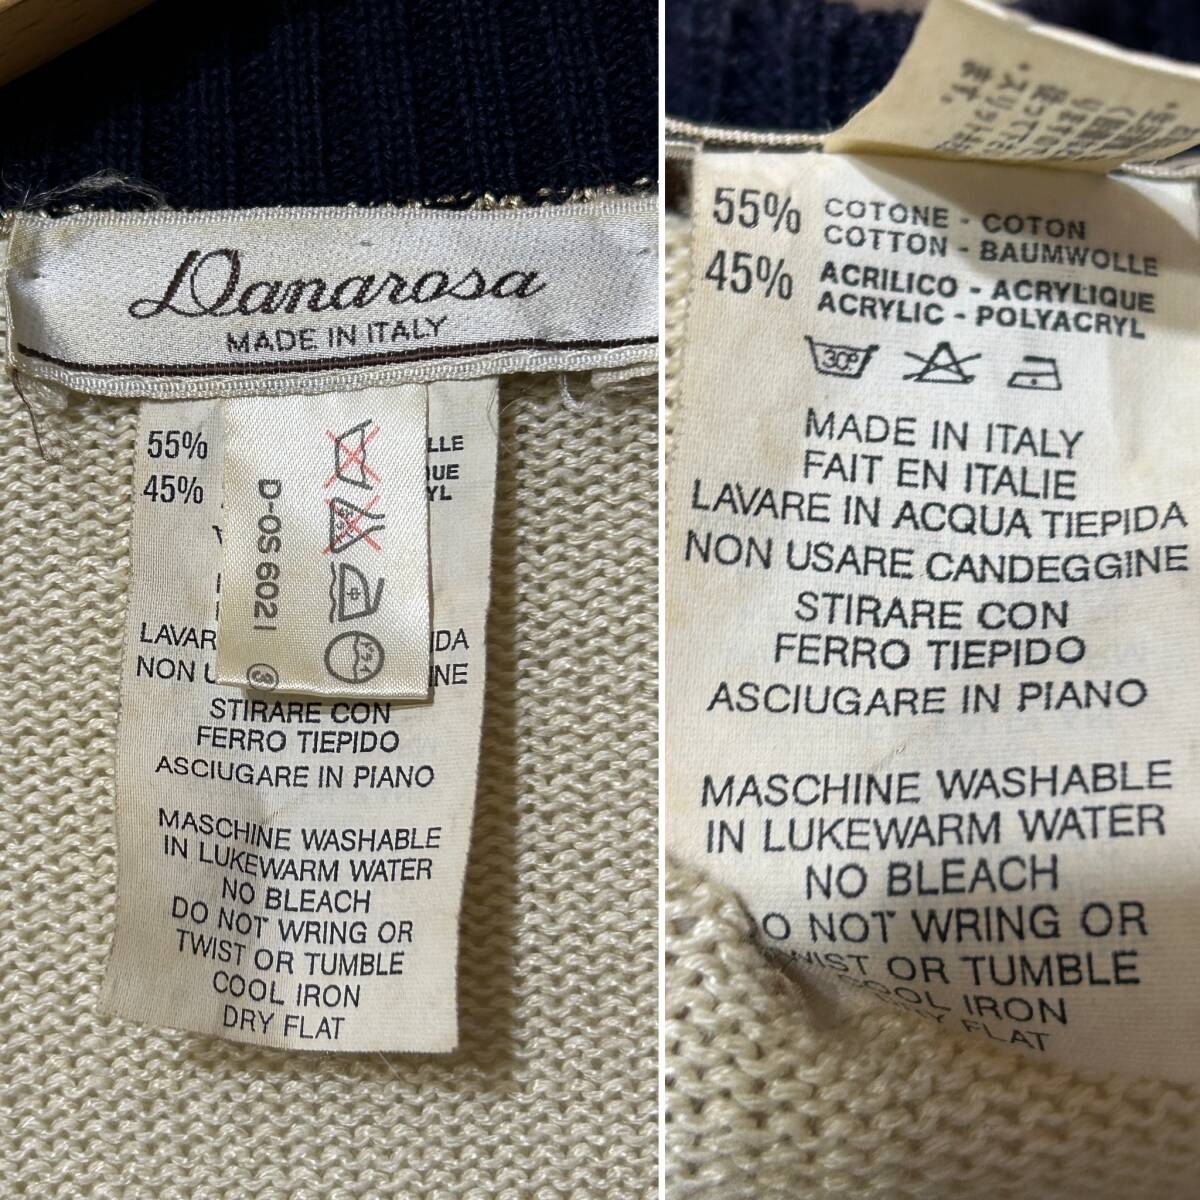 Danarosa
MADE IN ITALY
55%
LLE
45%
QUE
YL
D-OS 6021
3
LAVAR
DA
NON U
INE
STIRARE CON
FERRO TIEPIDO
ASCIUGARE IN PIANO
MASCHINE WASHABLE
IN LUKEWARM WATER
NO BLEACH
DO NOT WRING OR
TWIST OR TUMBLE
COOL IRON
DRY FLAT
55% COTONE - COTON
COTTON - BAUMWOLLE
45% ACRILICO - ACRYLIQUE
ACRYLIC - POLYACRYL
30°
MADE IN ITALY
FAIT EN ITALIE
LAVARE IN ACQUA TIEPIDA
NON USARE CANDEGGINE
STIRARE CON
FERRO TIEPIDO
ASCIUGARE IN PIANO
MASCHINE WASHABLE
IN LUKEWARM WATER
NO BLEACH
O NOT WRING OR
WIST OR TUMBLE
COOL IRON
FLAT